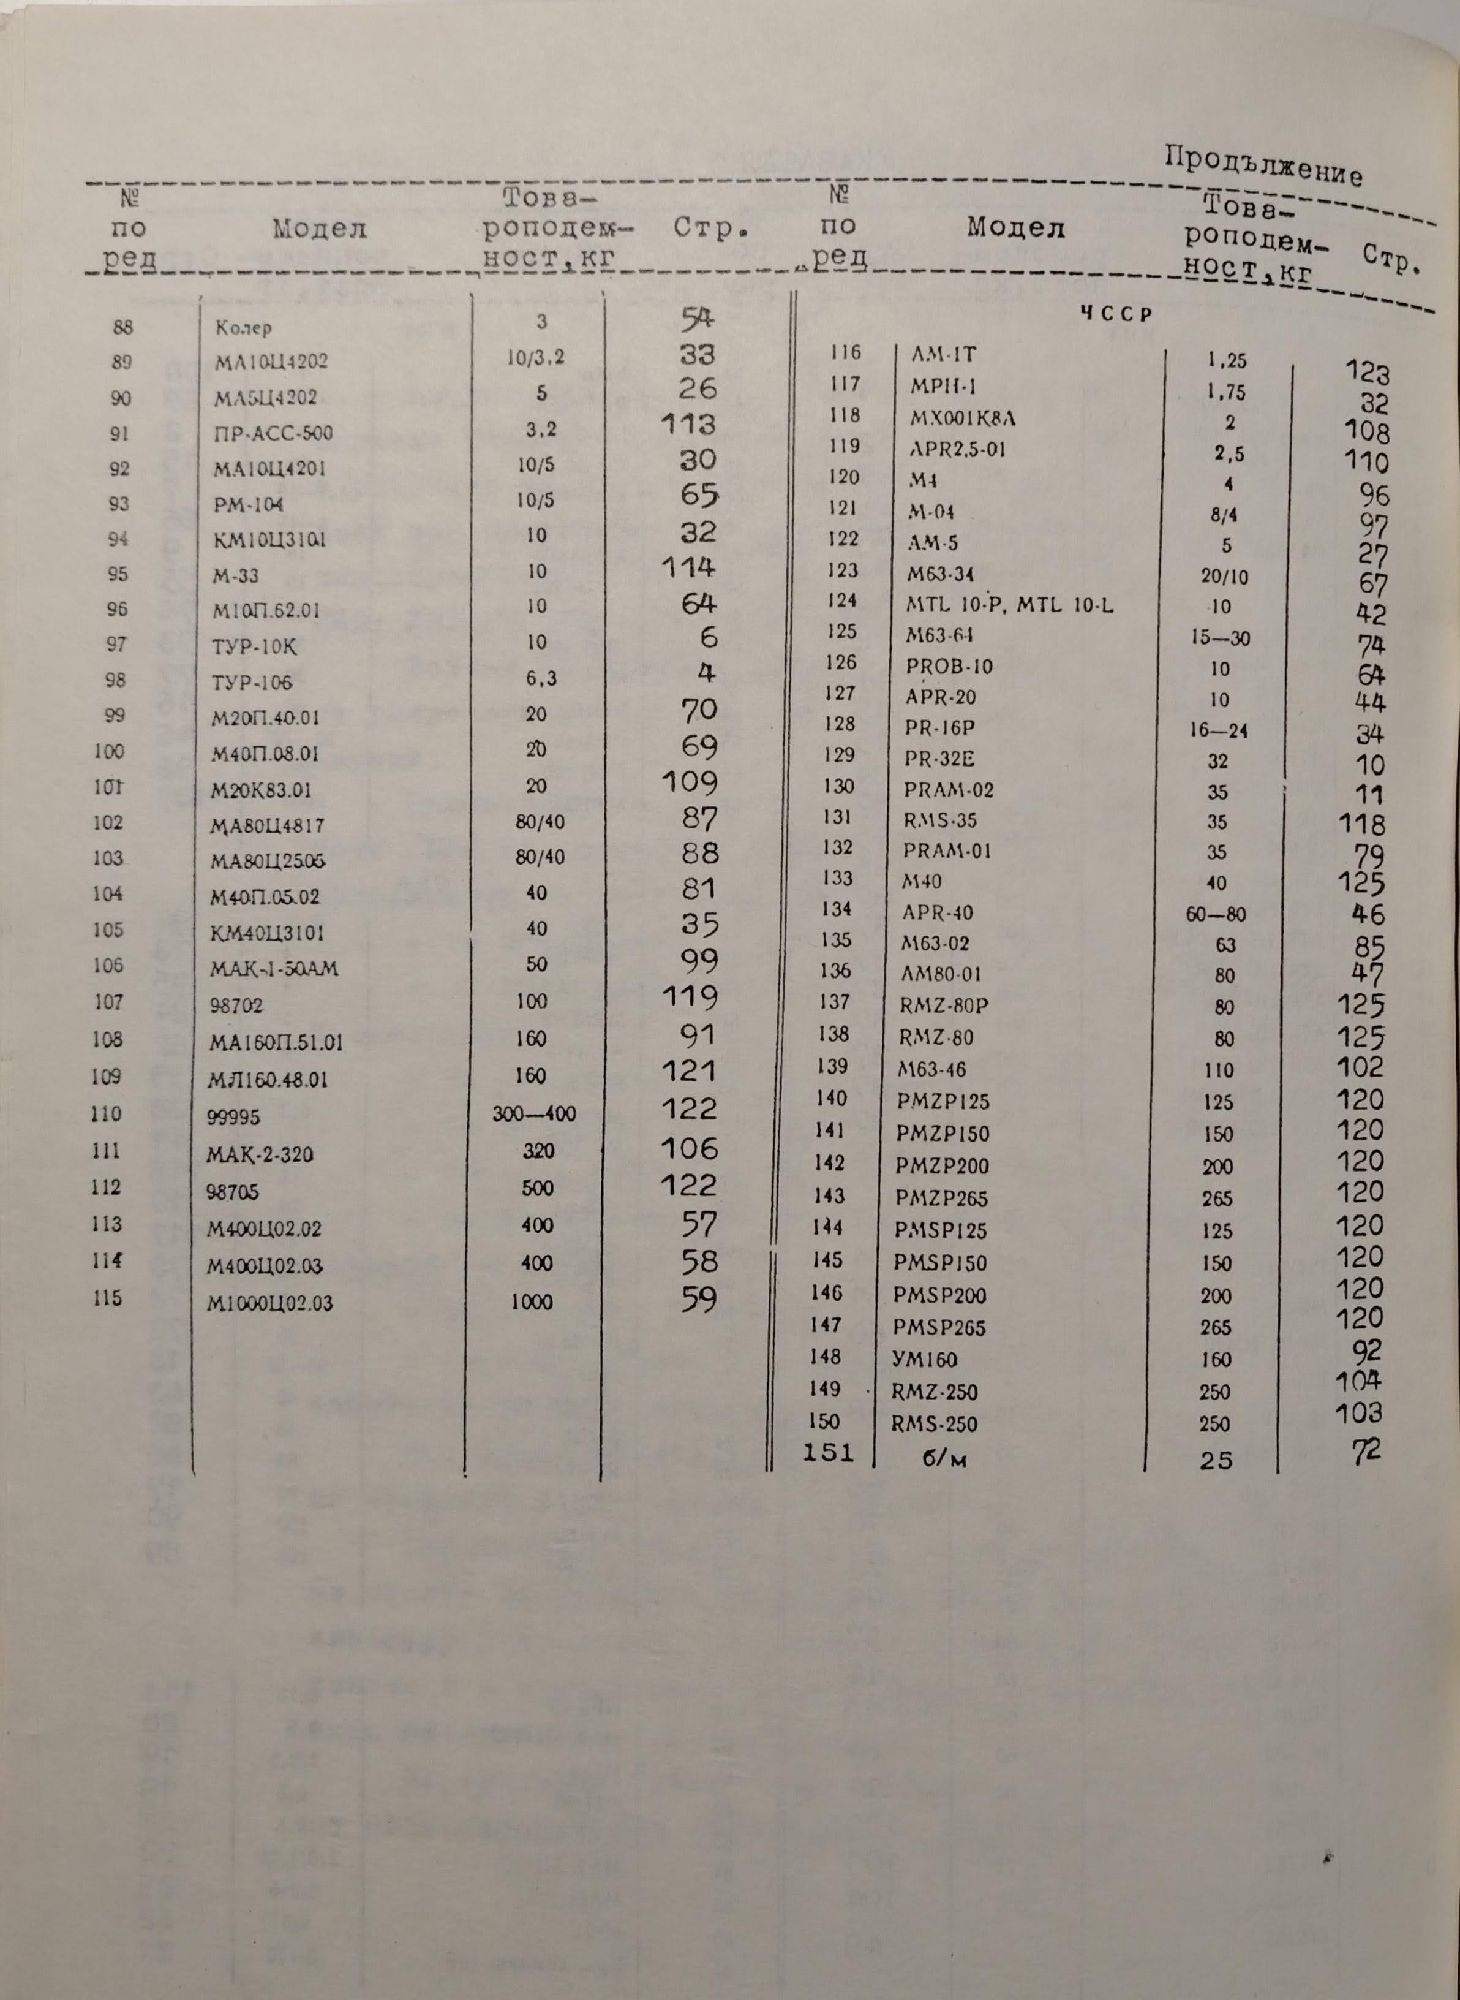 Продължение
№ по ред Модел Товароподем-ност, кг Стр. № по ред Модел Товароподем-ност, кг Стр.
88 Колер 3 54
89 МА10Ц4202 10/3,2 33
90 МА5Ц4202 5 26
91 ПР-АСС-500 3,2 113
92 МА10Ц4201 10/5 30
93 РМ-104 10/5 65
94 КМ10Ц3101 10 32
95 М-33 10 114
96 М10П.62.01 10 64
97 ТУР-10К 10 6
98 ТУР-106 6,3 4
99 М20П.40.01 20 70
100 М40П.08.01 20 69
101 М20К83.01 20 109
102 МА80Ц4817 80/40 87
103 МА80Ц2506 80/40 88
104 М40П.05.02 40 81
105 КМ40Ц3101 40 35
106 МАК-1-50АМ 50 99
107 98702 100 119
108 МА160П.51.01 160 91
109 МЛ160.48.01 160 121
110 99995 300—400 122
111 МАК-2-320 320 106
112 98705 500 122
113 М400Ц02.02 400 57
114 М400Ц02.03 400 58
115 М1000Ц02.03 1000 59
ЧССР
116 АМ-1Т 1,25 123
117 МРН-1 1,75 32
118 МХ001К8А 2 108
119 APR2,5-01 2,5 110
120 М4 4 96
121 М-04 8/4 97
122 АМ-5 5 27
123 М63-34 20/10 67
124 MTL 10-P, MTL 10-L 10 42
125 М63-64 15—30 74
126 PROB-10 10 64
127 APR-20 10 44
128 PR-16P 16—24 34
129 PR-32E 32 10
130 PRAM-02 35 11
131 RMS-35 35 118
132 PRAM-01 35 79
133 М40 40 125
134 APR-40 60—80 46
135 М63-02 63 85
136 АМ80-01 80 47
137 RMZ-80P 80 125
138 RMZ-80 80 125
139 М63-46 110 102
140 PMZP125 125 120
141 PMZP150 150 120
142 PMZP200 200 120
143 PMZP265 265 120
144 PMSP125 125 120
145 PMSP150 150 120
146 PMSP200 200 120
147 PMSP265 265 120
148 УМ160 160 92
149 RMZ-250 250 104
150 RMS-250 250 103
151 б/м 25 72